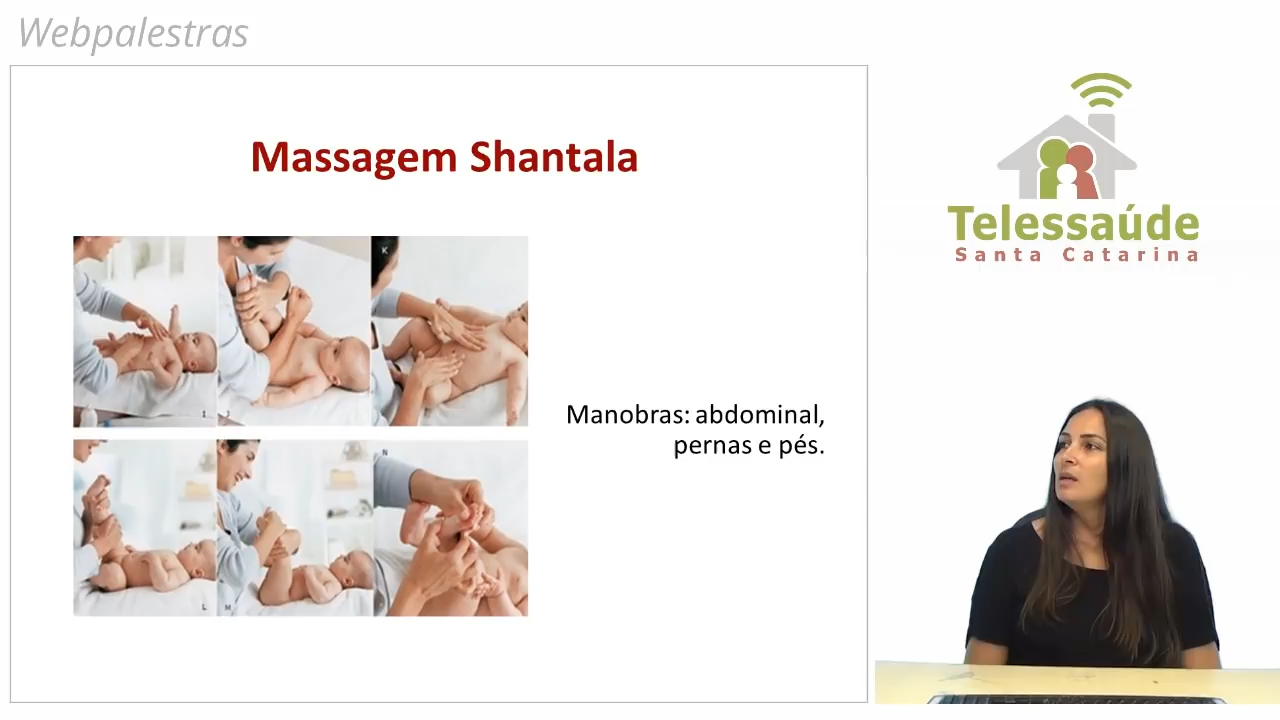 Webpalestras
Massagem Shantala
Telessaúde
Santa Catarina
K
I
J
Manobras: abdominal,
pernas e pés.
N
L
M